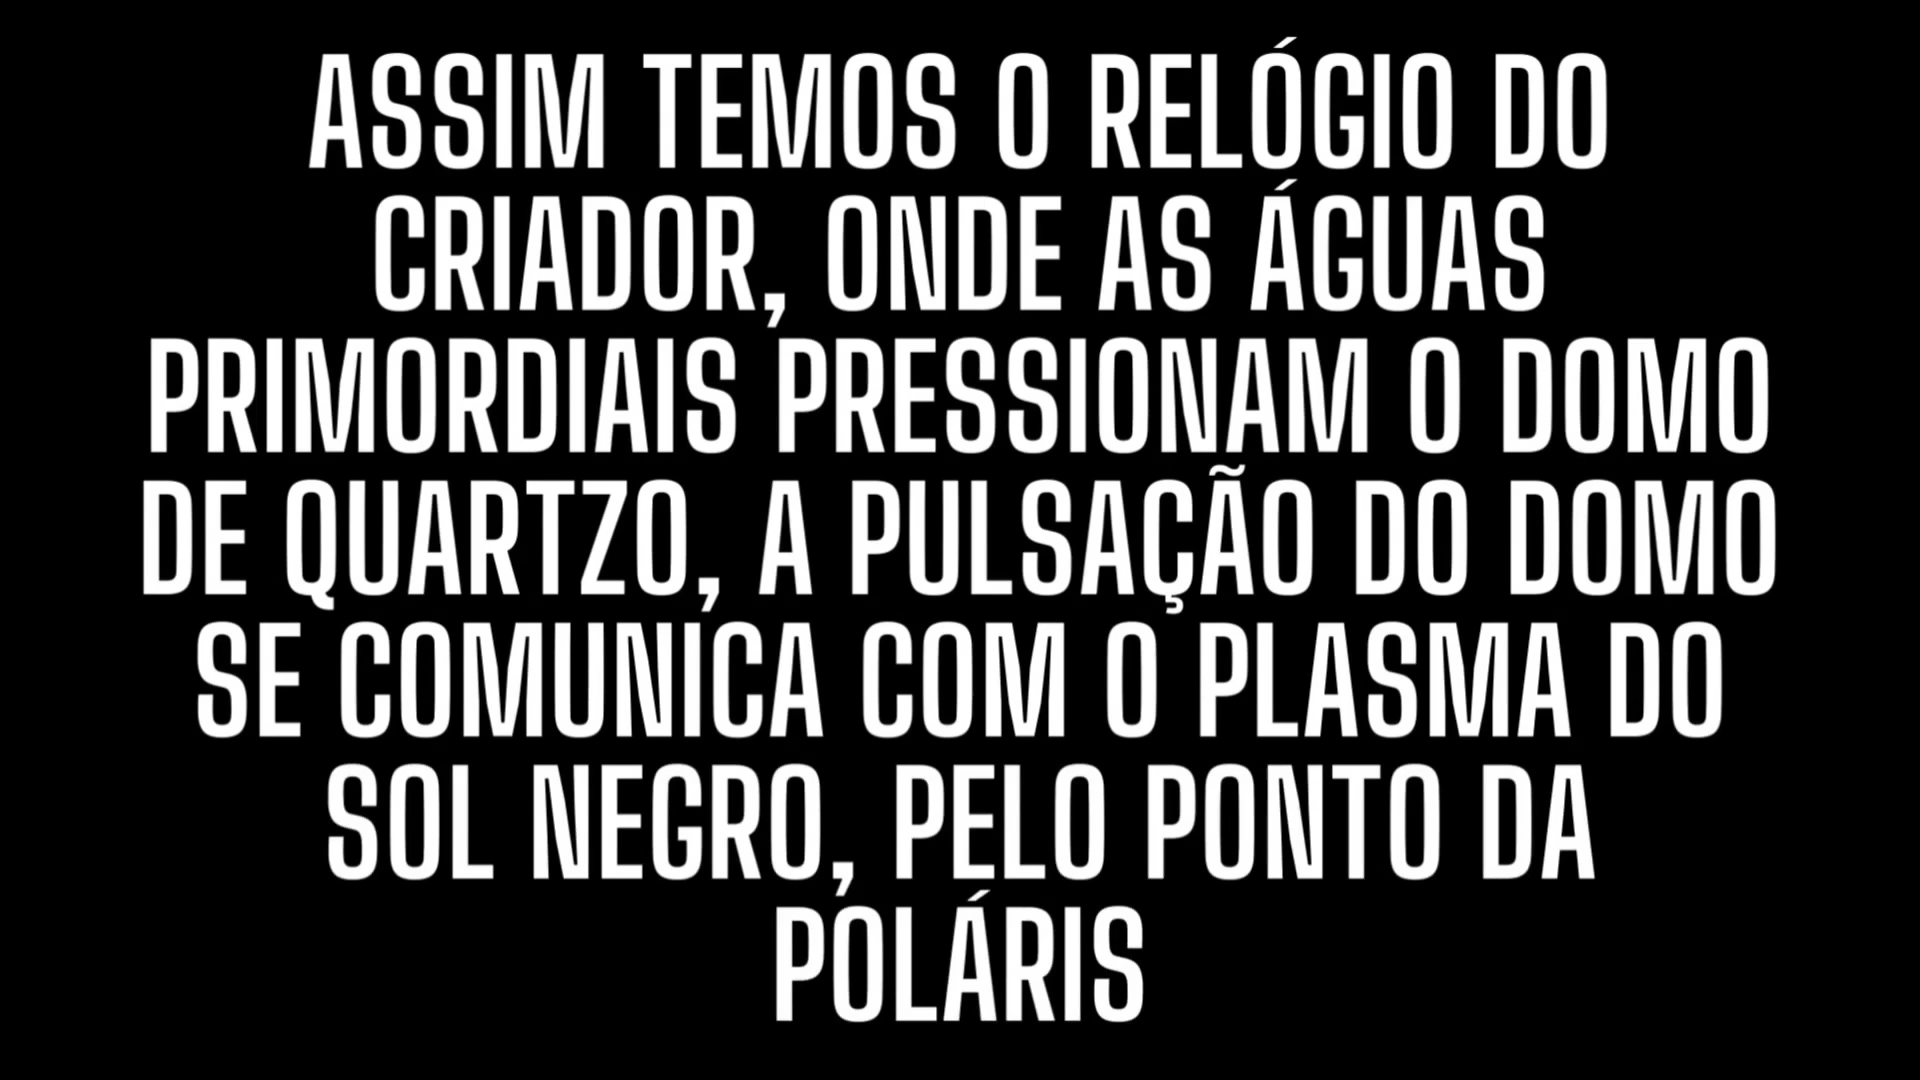 ASSIM TEMOS O RELÓGIO DO
CRIADOR, ONDE AS ÁGUAS
PRIMORDIAIS PRESSIONAM O DOMO
DE QUARTZO, A PULSAÇÃO DO DOMO
SE COMUNICA COM O PLASMA DO
SOL NEGRO, PELO PONTO DA
POLÁRIS